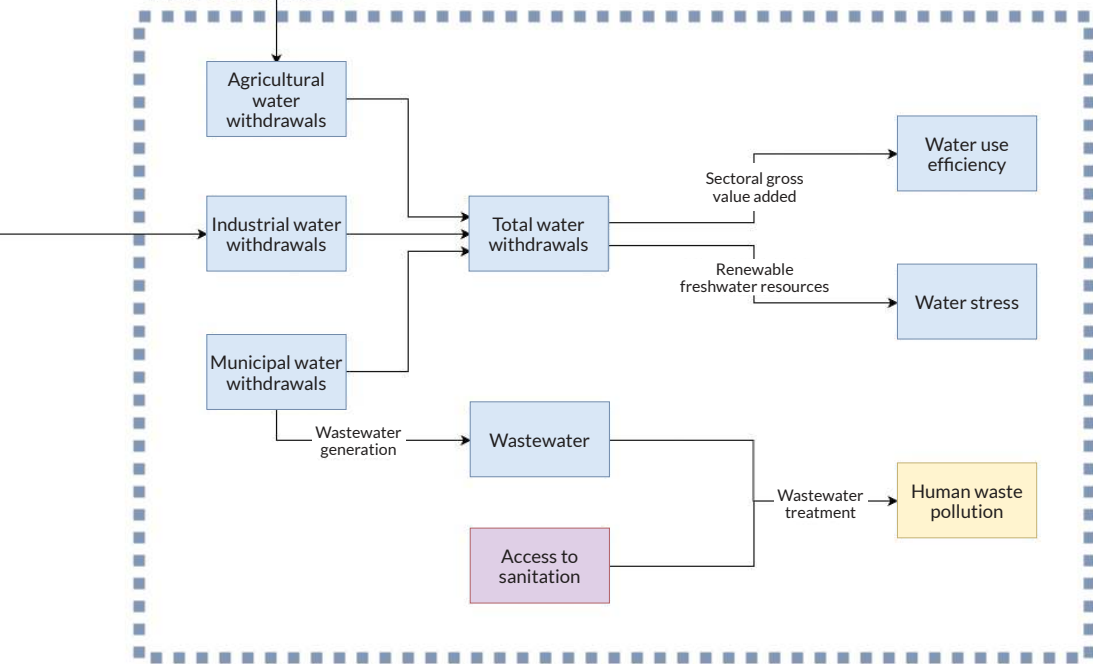 Agricultural
water
withdrawals
Industrial water
withdrawals
Municipal water
withdrawals
Total water
withdrawals
Sectoral gross
value added
Water use
efficiency
Renewable
freshwater resources
Water stress
Wastewater
generation
Wastewater
Access to
sanitation
Wastewater
treatment
Human waste
pollution